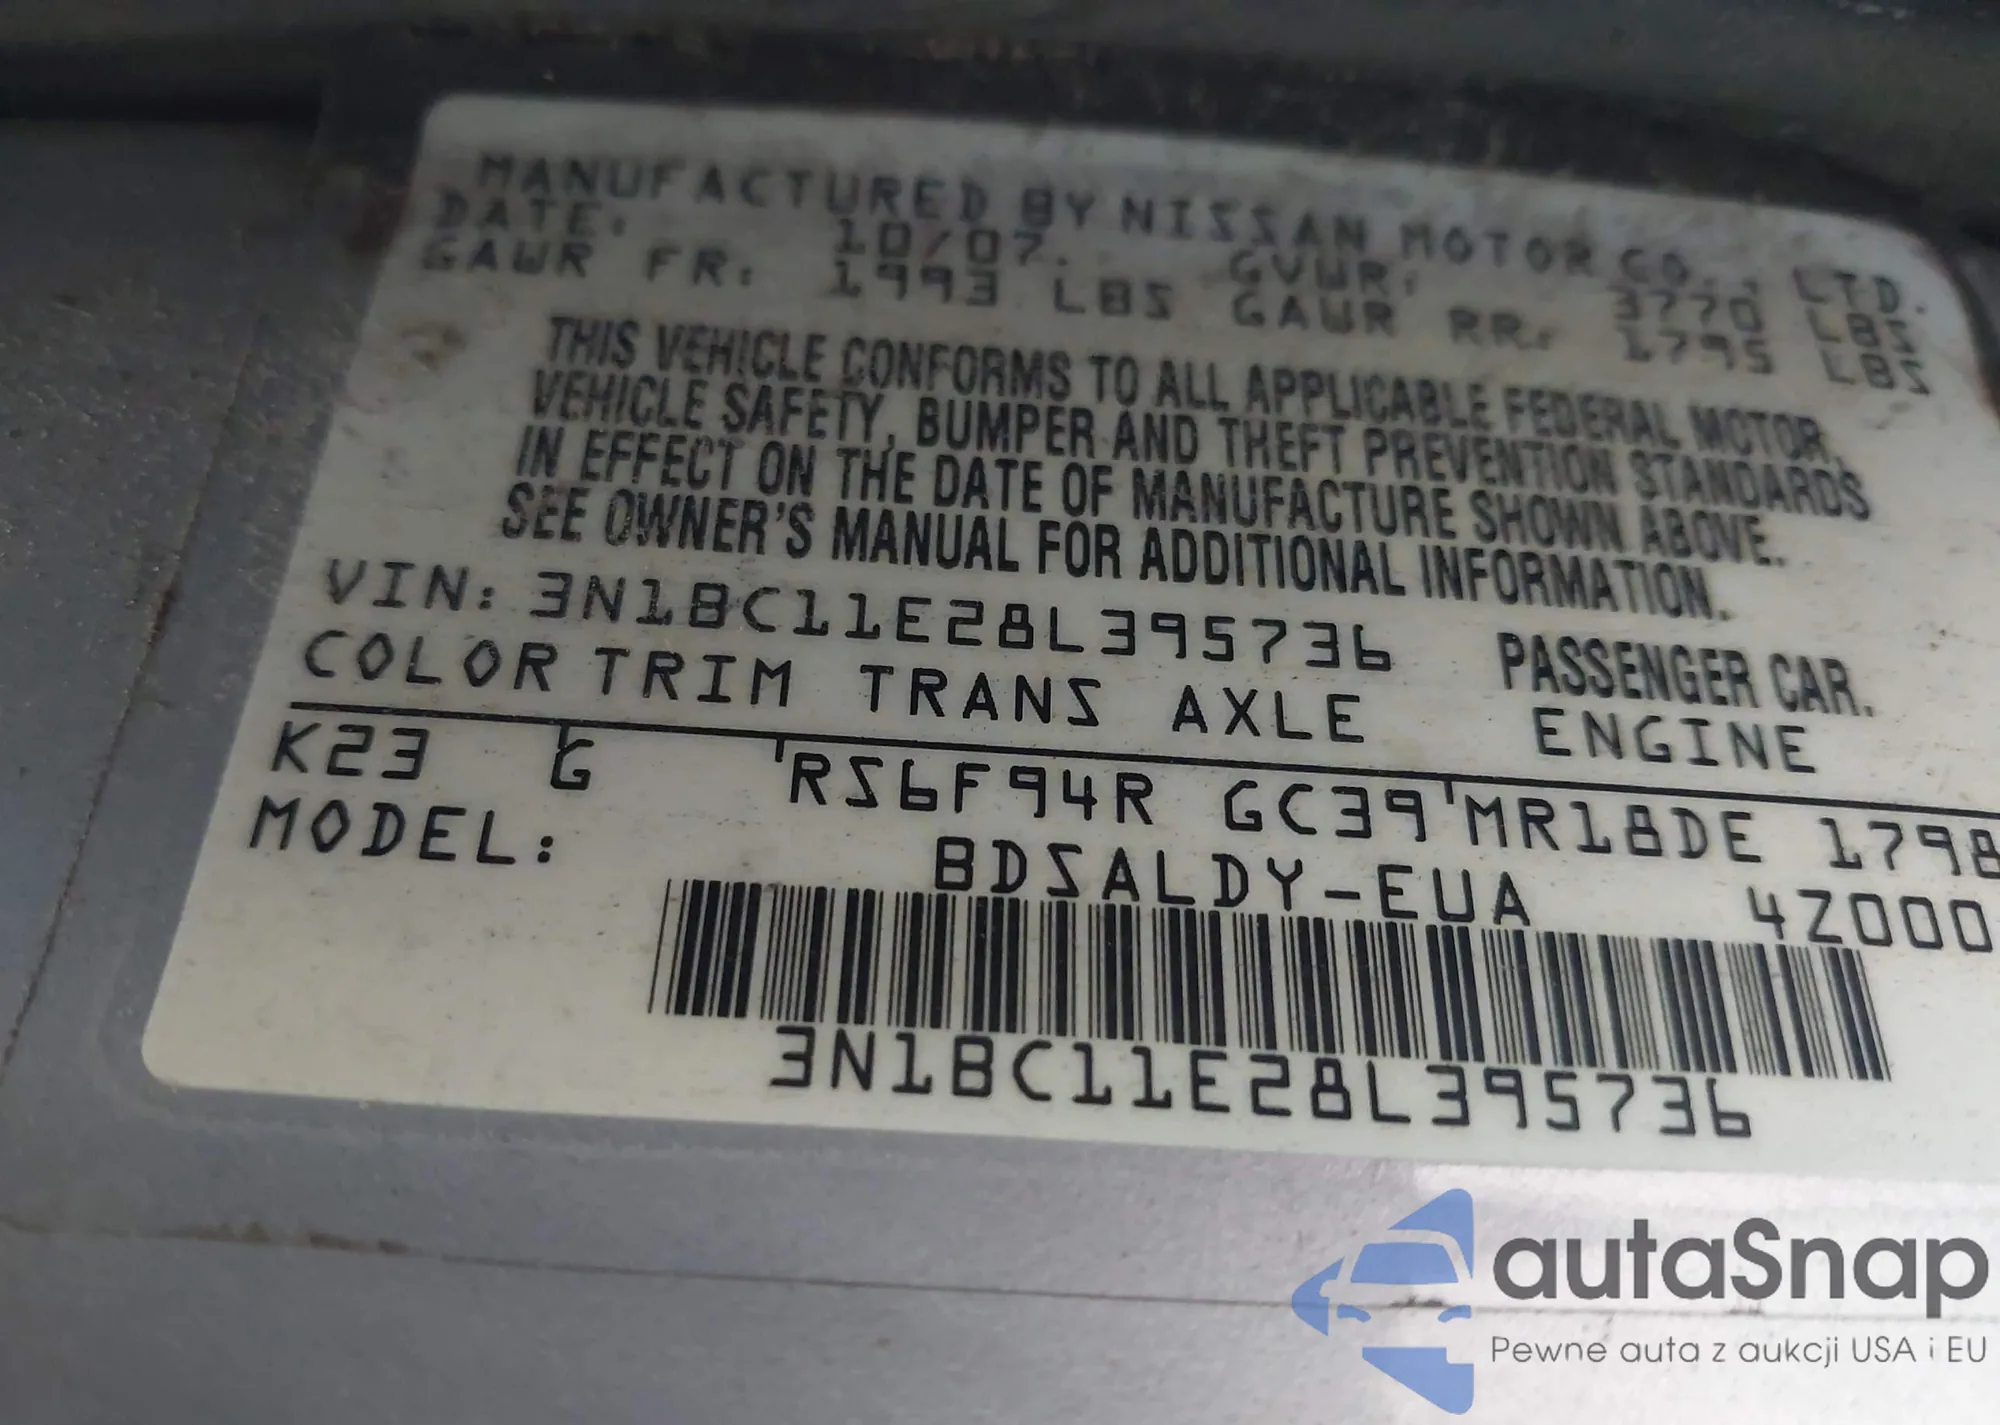 MANUFACTURED BY NISSAN MOTOR CO., LTD.
DATE: 10/07. GVWR: 3770 LBS
GAWR FR: 1993 LBS GAWR RR: 1795 LBS
THIS VEHICLE CONFORMS TO ALL APPLICABLE FEDERAL MOTOR
VEHICLE SAFETY, BUMPER AND THEFT PREVENTION STANDARDS
IN EFFECT ON THE DATE OF MANUFACTURE SHOWN ABOVE.
SEE OWNER'S MANUAL FOR ADDITIONAL INFORMATION.
VIN: 3N1BC11E28L395736 PASSENGER CAR.
COLOR TRIM TRANS AXLE ENGINE
K23 G RS6F94R GC39 MR18DE 1798
MODEL: BDSALDY-EUA 4Z000
3N1BC11E28L395736
autaSnap
Pewne auta z aukcji USA i EU